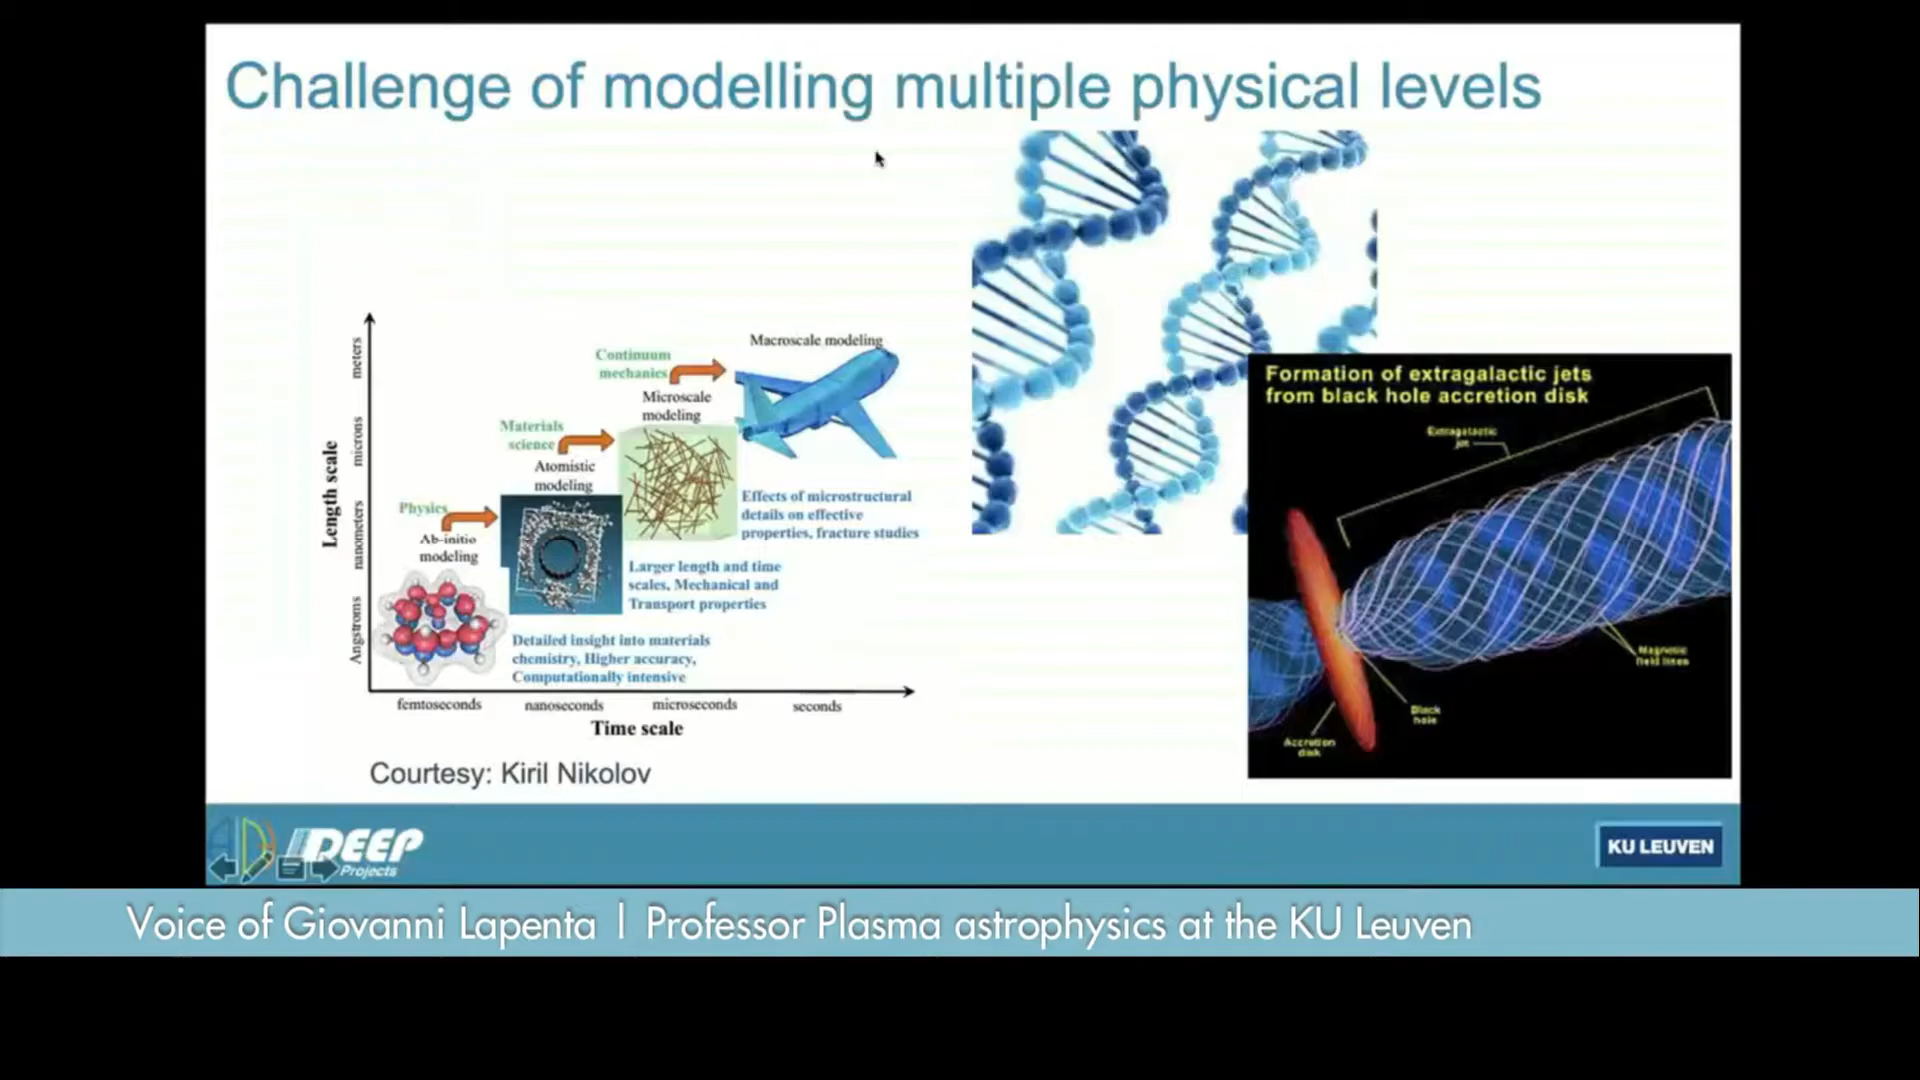 Challenge of modelling multiple physical levels
Length scale
meters
microns
nanometers
Angstroms
Macroscale modeling
Continuum
mechanics
Microscale
modeling
Materials
science
Atomistic
modeling
Physics
Ab-initio
modeling
Effects of microstructural
details on effective
properties, fracture studies
Larger length and time
scales, Mechanical and
Transport properties
Detailed insight into materials
chemistry, Higher accuracy,
Computationally intensive
femtoseconds
nanoseconds
microseconds
seconds
Time scale
Courtesy: Kiril Nikolov
Formation of extragalactic jets
from black hole accretion disk
Extragalactic
jet
Magnetic
field lines
Black
hole
Accretion
disk
DEEP
Projects
KU LEUVEN
Voice of Giovanni Lapenta | Professor Plasma astrophysics at the KU Leuven